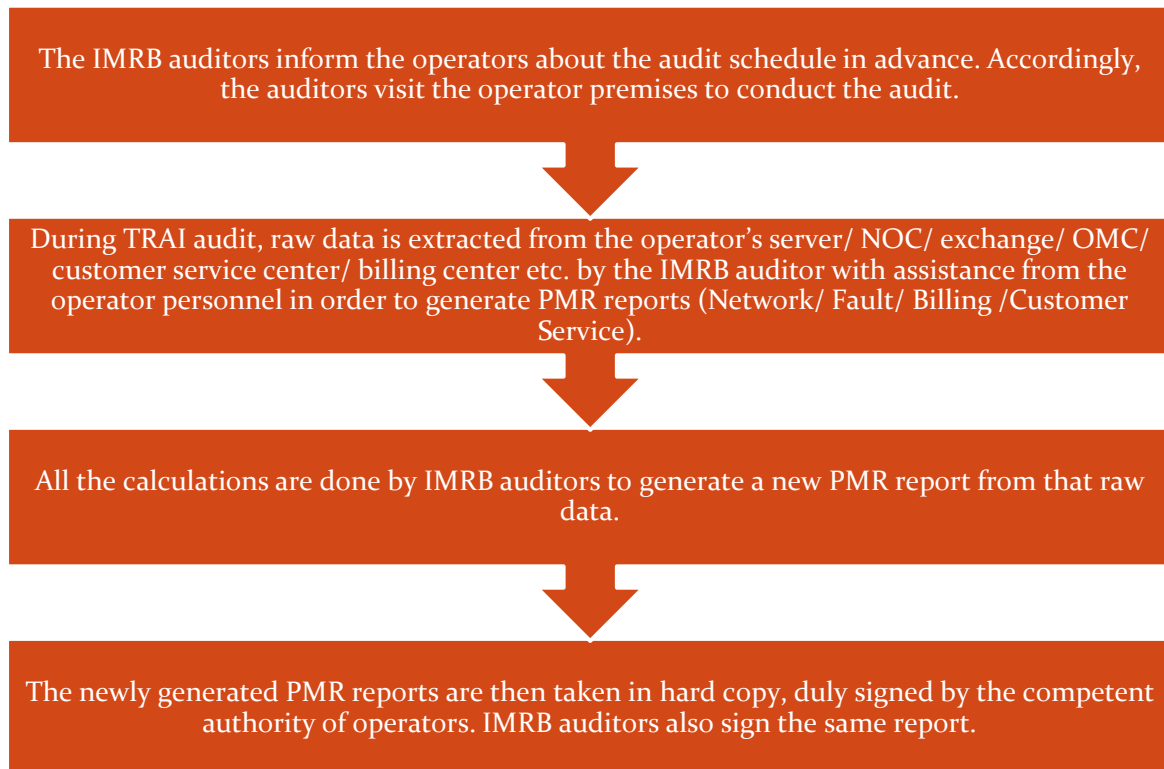 The IMRB auditors inform the operators about the audit schedule in advance. Accordingly,
the auditors visit the operator premises to conduct the audit.
During TRAI audit, raw data is extracted from the operator's server/ NOC/ exchange/ OMC/
customer service center/ billing center etc. by the IMRB auditor with assistance from the
operator personnel in order to generate PMR reports (Network/ Fault/ Billing /Customer
Service).
All the calculations are done by IMRB auditors to generate a new PMR report from that raw
data.
The newly generated PMR reports are then taken in hard copy, duly signed by the competent
authority of operators. IMRB auditors also sign the same report.